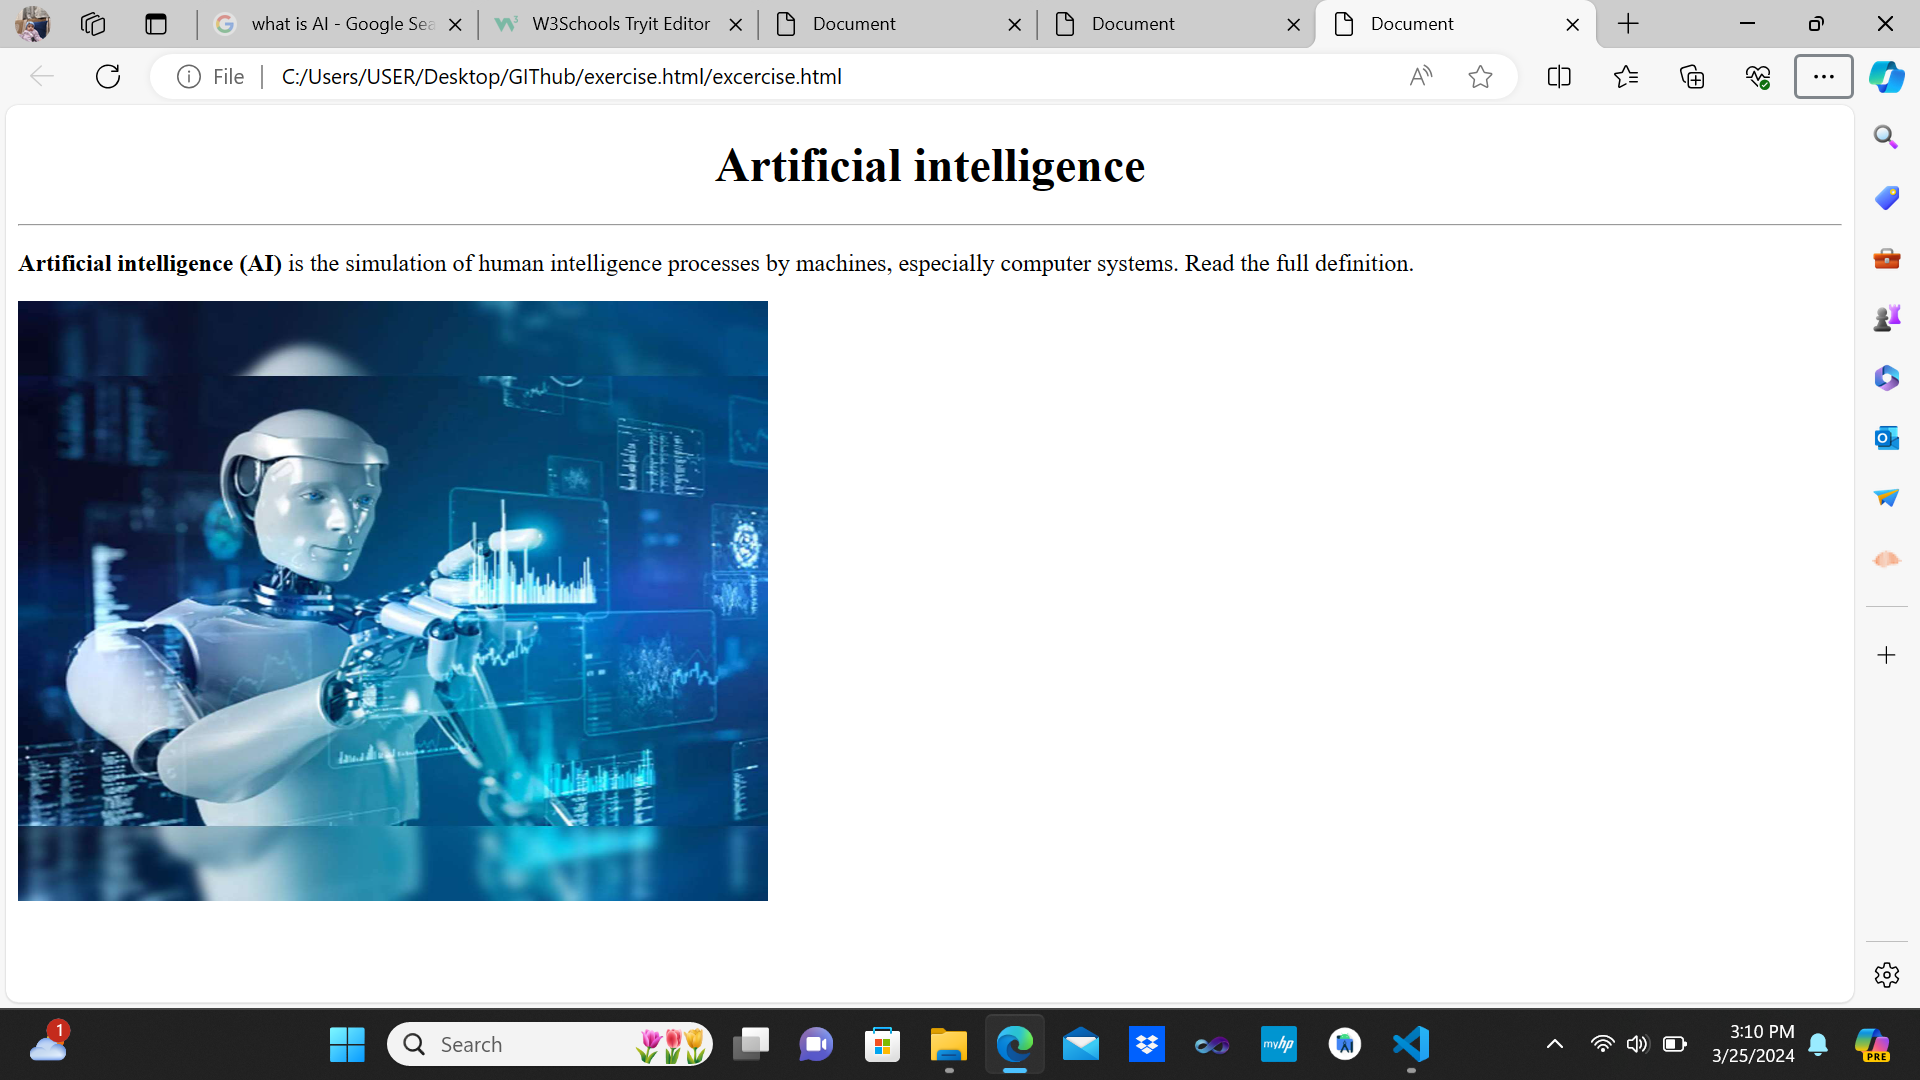 what is AI - Google Sea
W3Schools Tryit Editor
Document
Document
Document
File
C:/Users/USER/Desktop/GIThub/exercise.html/excercise.html
Artificial intelligence
Artificial intelligence (AI) is the simulation of human intelligence processes by machines, especially computer systems. Read the full definition.
1
Search
myhp
3:10 PM
3/25/2024
PRE